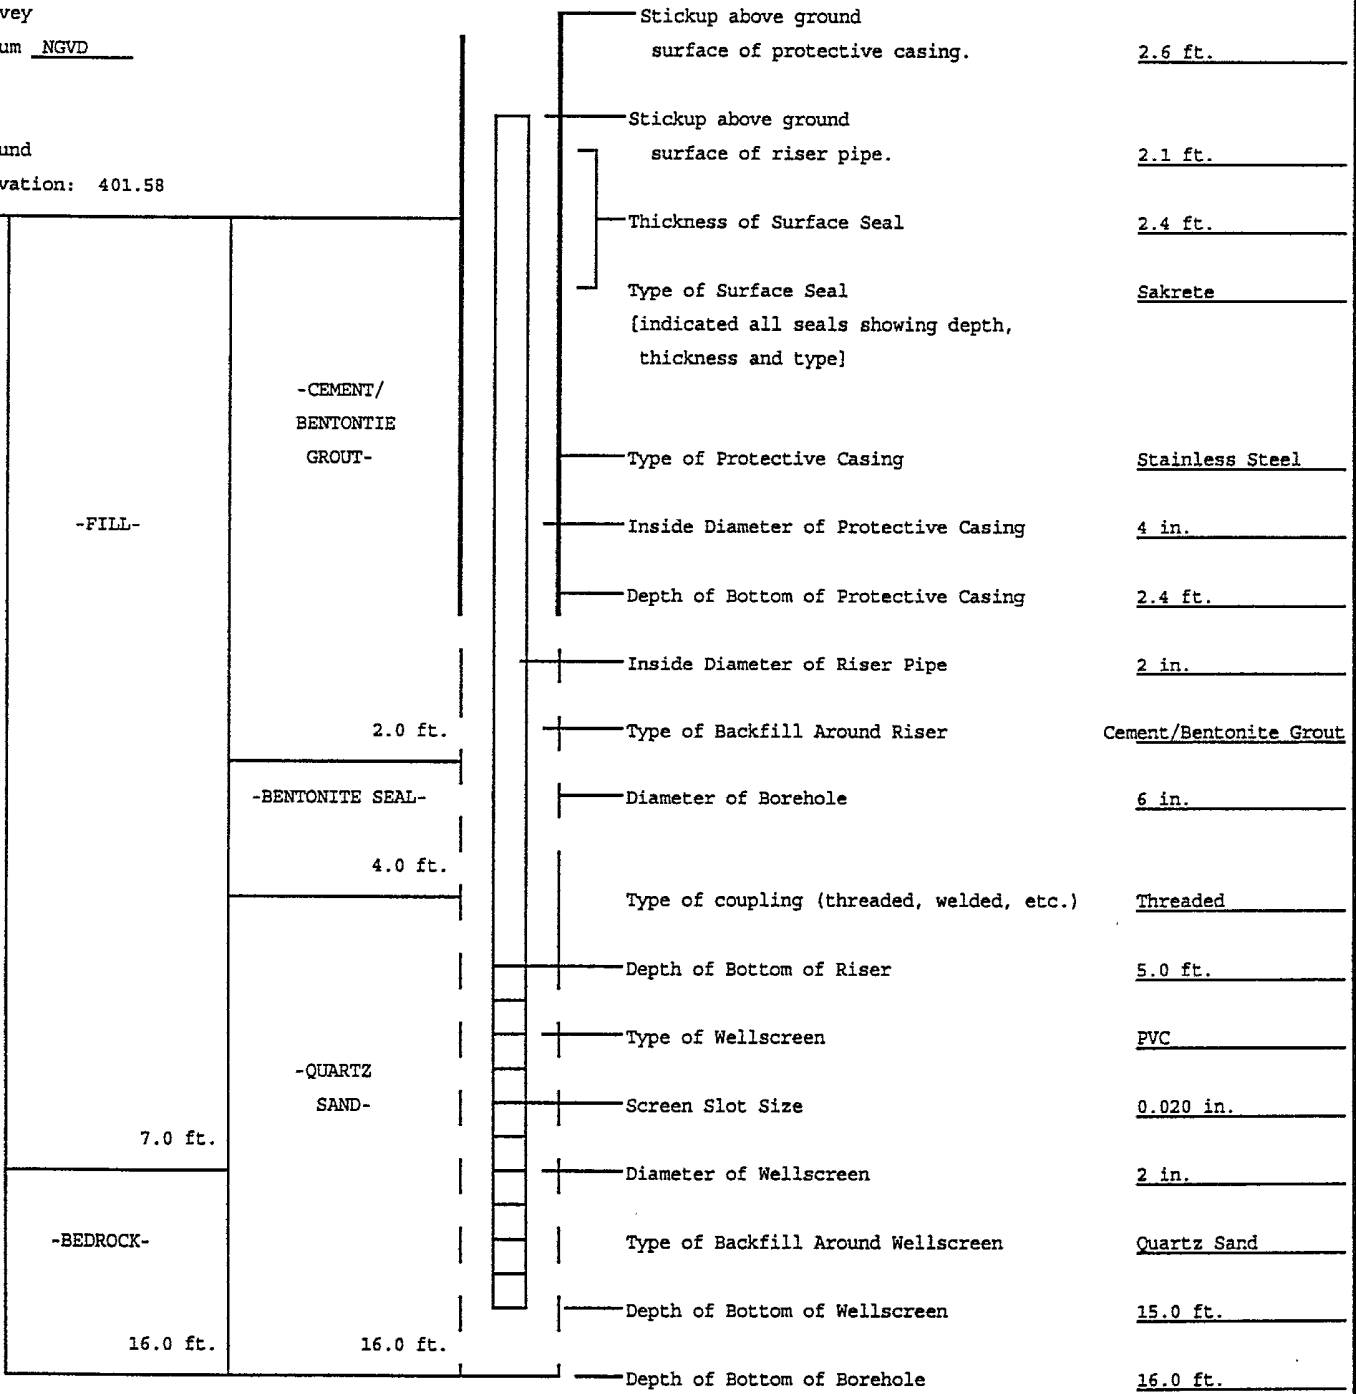 vey
um NGVD
und
vation: 401.58
Stickup above ground
surface of protective casing. 2.6 ft.
Stickup above ground
surface of riser pipe. 2.1 ft.
Thickness of Surface Seal 2.4 ft.
Type of Surface Seal Sakrete
[indicated all seals showing depth,
thickness and type]
-CEMENT/
BENTONTIE
GROUT-
Type of Protective Casing Stainless Steel
-FILL-
Inside Diameter of Protective Casing 4 in.
Depth of Bottom of Protective Casing 2.4 ft.
Inside Diameter of Riser Pipe 2 in.
2.0 ft.
Type of Backfill Around Riser Cement/Bentonite Grout
-BENTONITE SEAL-
Diameter of Borehole 6 in.
4.0 ft.
Type of coupling (threaded, welded, etc.) Threaded
Depth of Bottom of Riser 5.0 ft.
Type of Wellscreen PVC
-QUARTZ
SAND-
Screen Slot Size 0.020 in.
7.0 ft.
Diameter of Wellscreen 2 in.
-BEDROCK-
Type of Backfill Around Wellscreen Quartz Sand
Depth of Bottom of Wellscreen 15.0 ft.
16.0 ft. 16.0 ft.
Depth of Bottom of Borehole 16.0 ft.